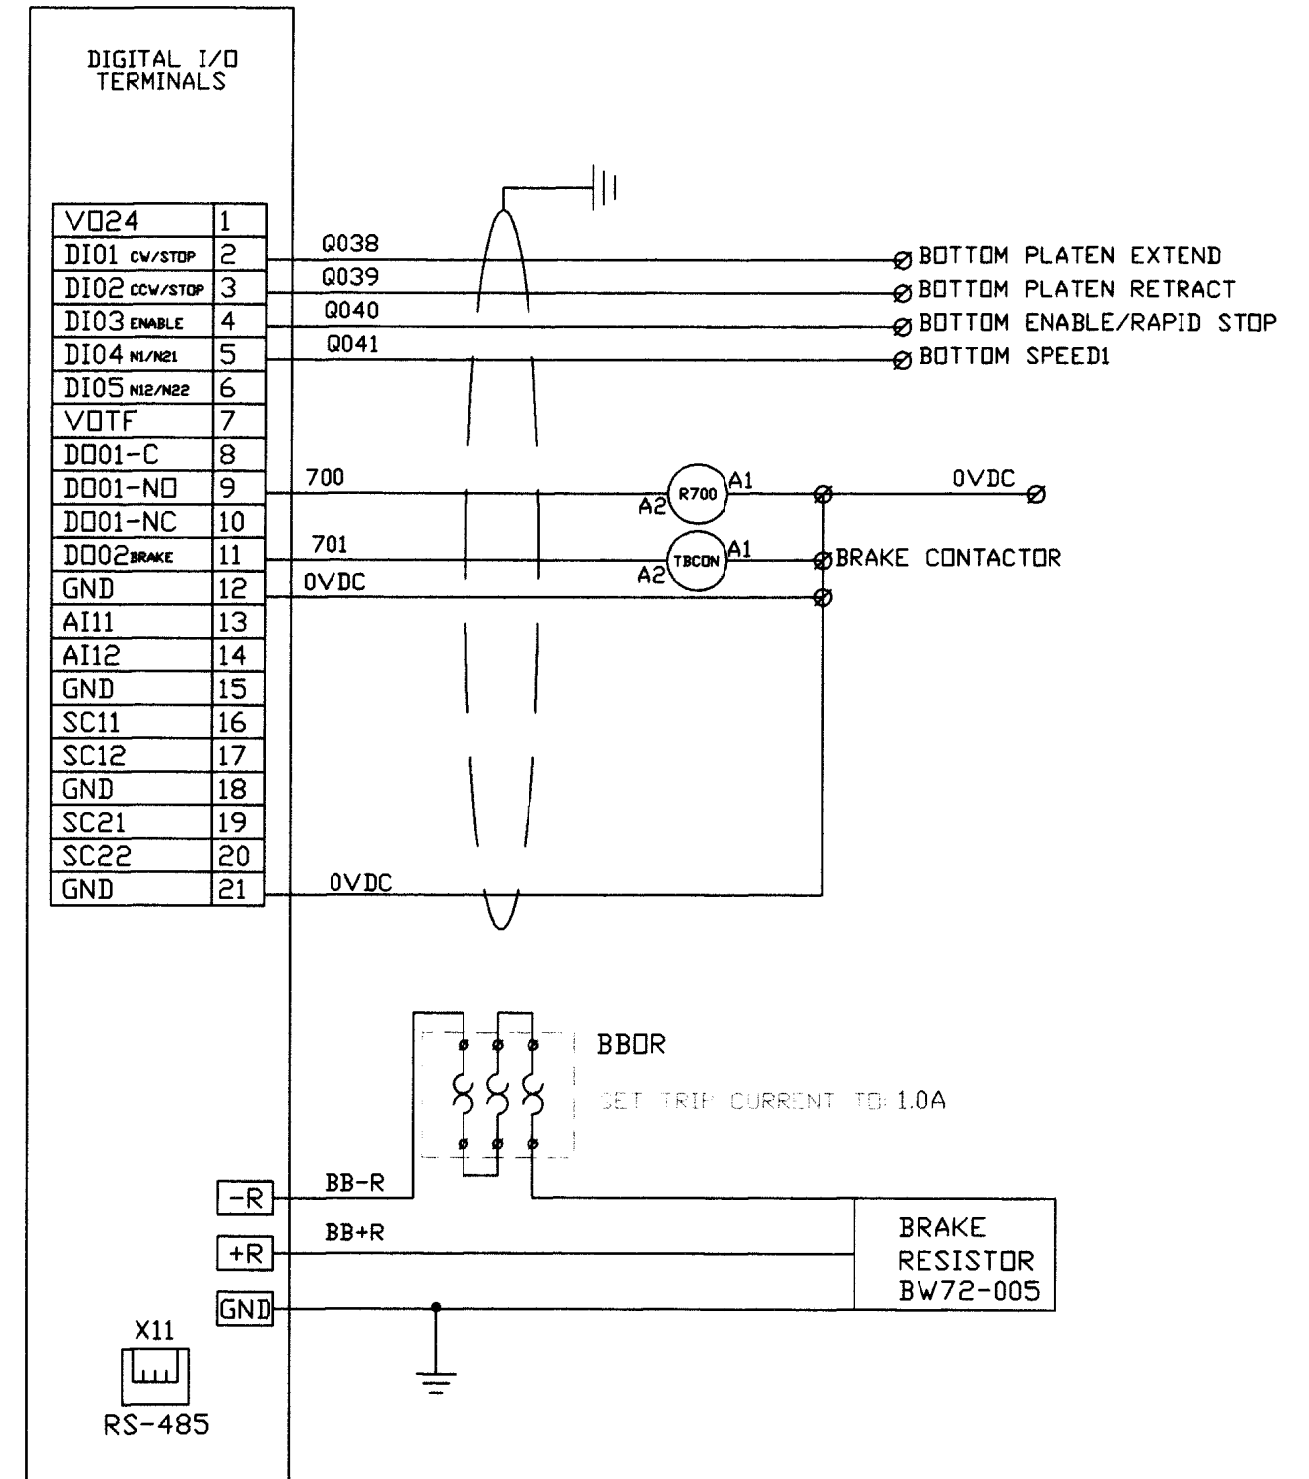 DIGITAL I/O
TERMINALS
VO24 1
DI01 CW/STOP 2
DI02 CCW/STOP 3
DI03 ENABLE 4
DI04 N1/N21 5
DI05 N12/N22 6
VOTF 7
DO01-C 8
DO01-NO 9
DO01-NC 10
DO02 BRAKE 11
GND 12
AI11 13
AI12 14
GND 15
SC11 16
SC12 17
GND 18
SC21 19
SC22 20
GND 21
Q038
BOTTOM PLATEN EXTEND
Q039
BOTTOM PLATEN RETRACT
Q040
BOTTOM ENABLE/RAPID STOP
Q041
BOTTOM SPEED1
700
A2
R700
A1
0VDC
701
A2
TBCON
A1
BRAKE CONTACTOR
0VDC
0VDC
BBOR
SET TRIP CURRENT TO 1.0A
-R
BB-R
+R
BB+R
GND
BRAKE
RESISTOR
BW72-005
X11
RS-485